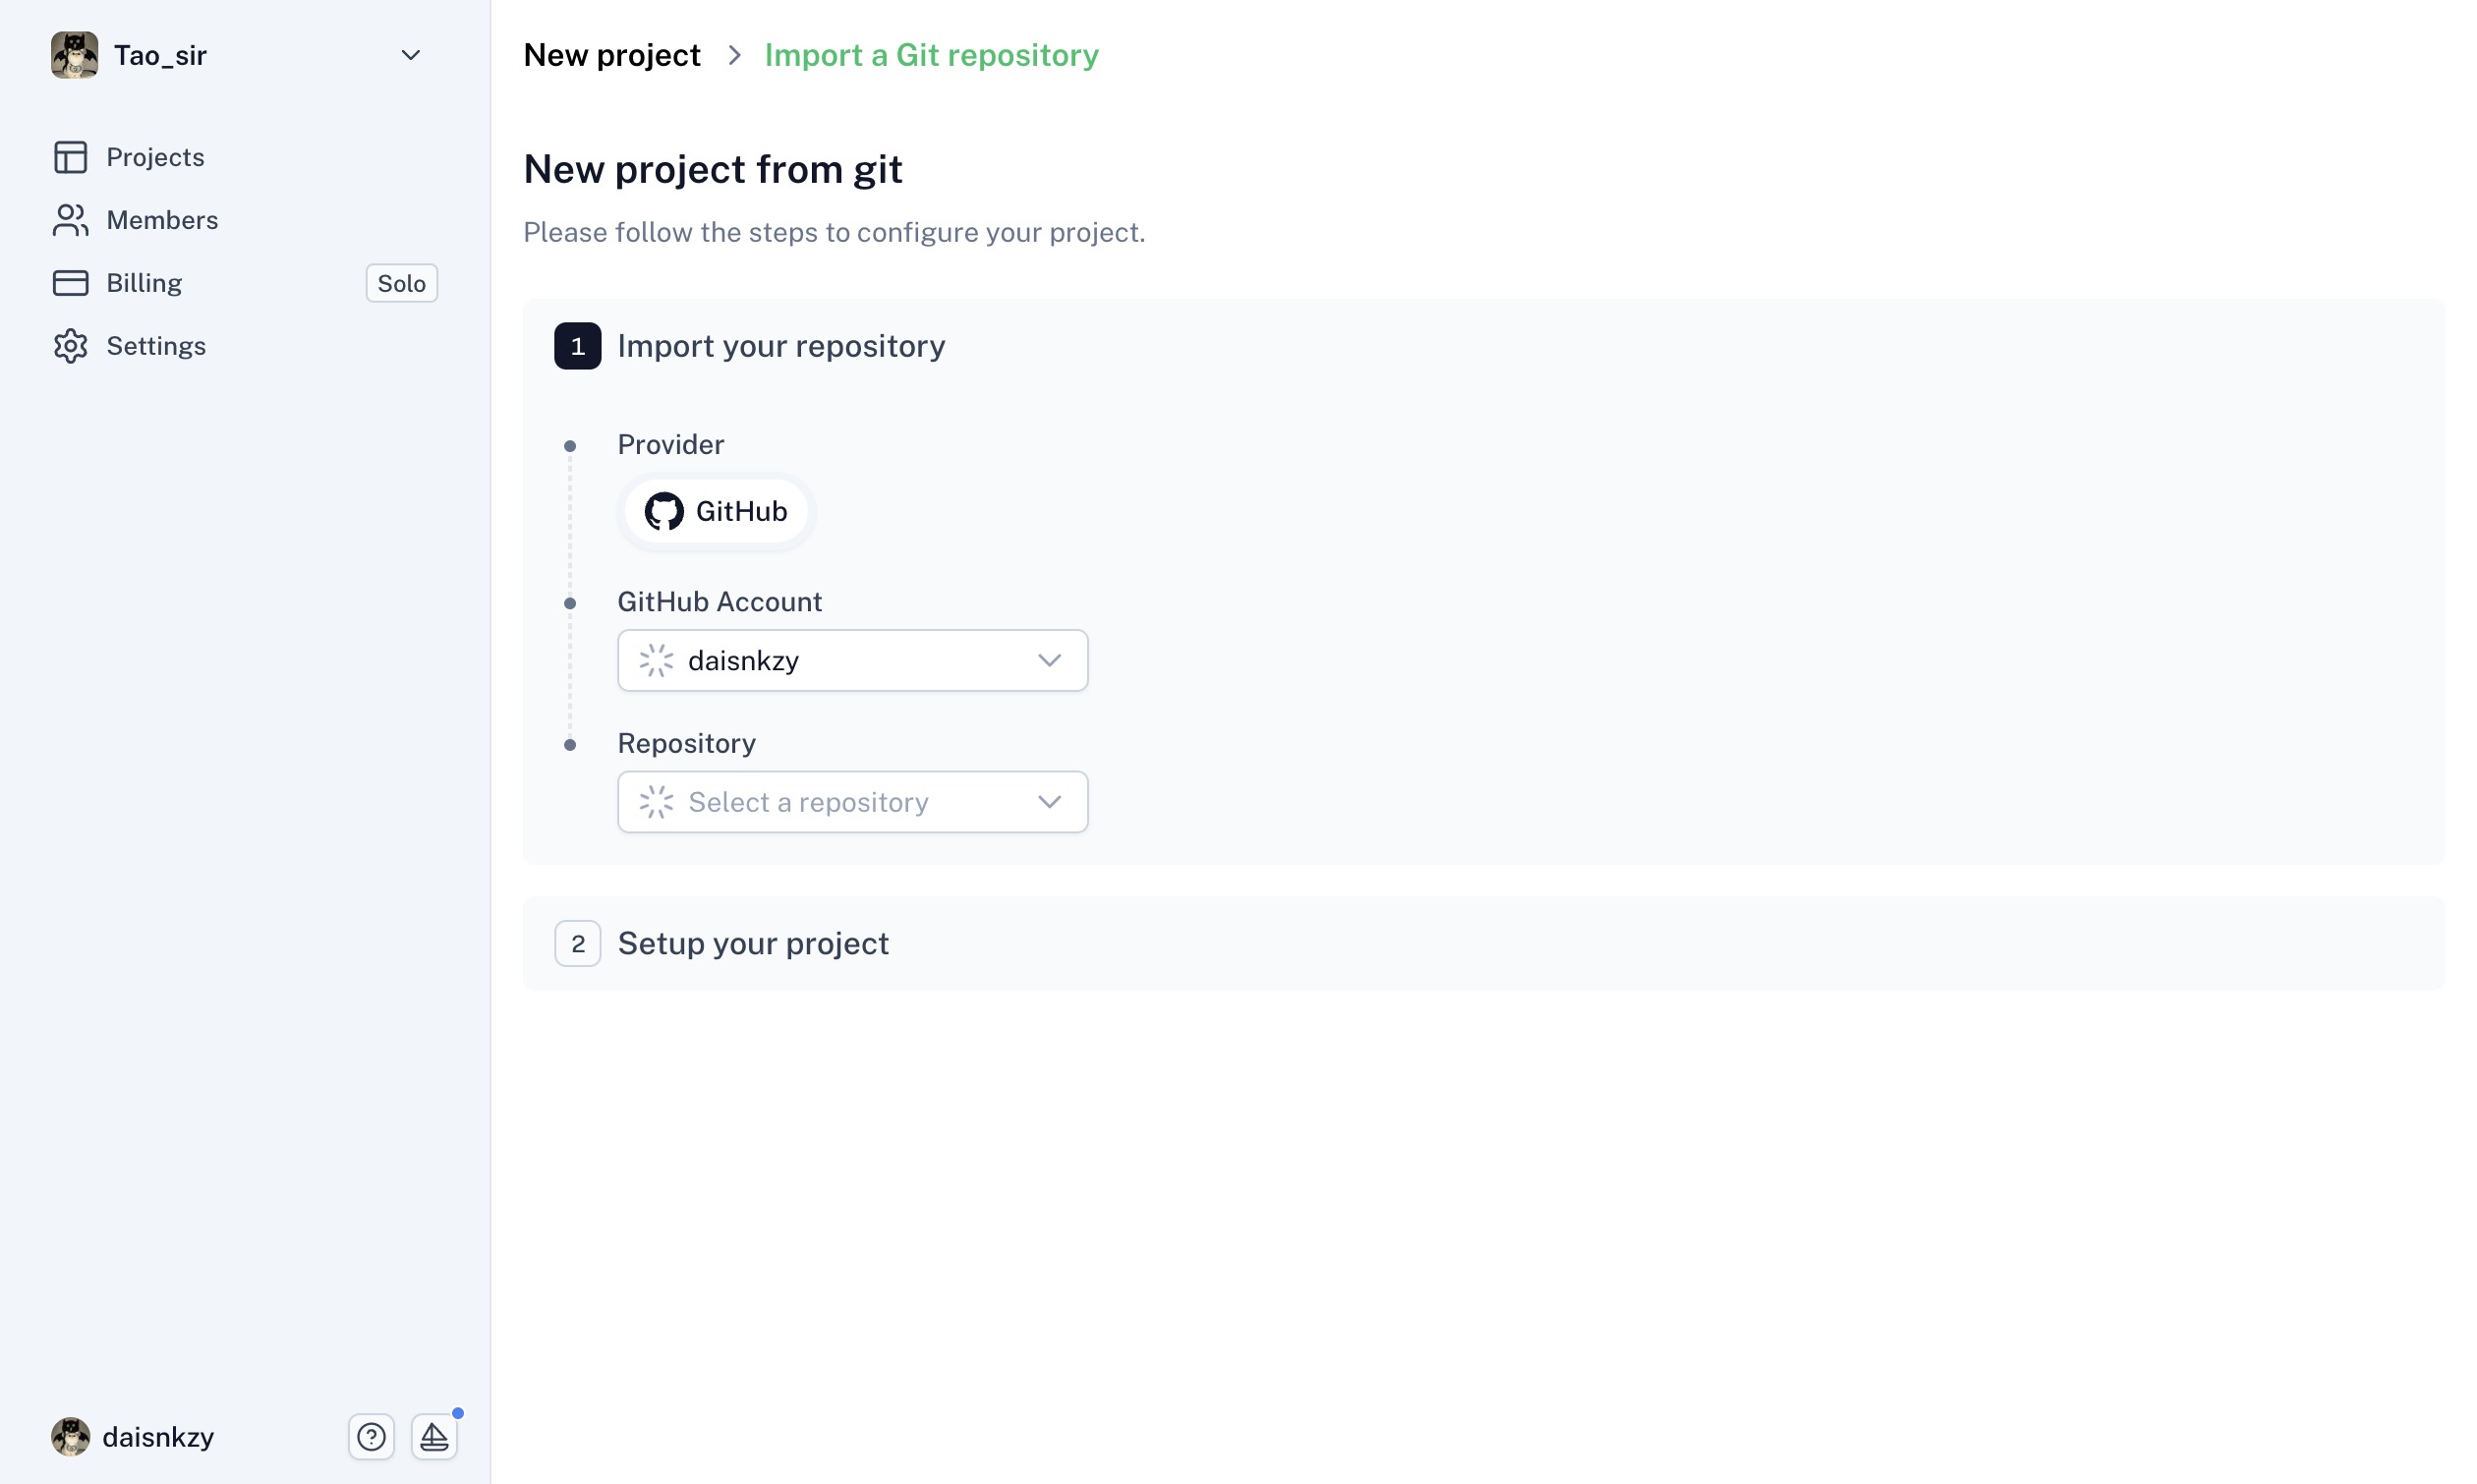 Tao_sir
Projects
Members
Billing
Solo
Settings
daisnkzy
New project
Import a Git repository
New project from git
Please follow the steps to configure your project.
1
Import your repository
Provider
GitHub
GitHub Account
daisnkzy
Repository
Select a repository
2
Setup your project